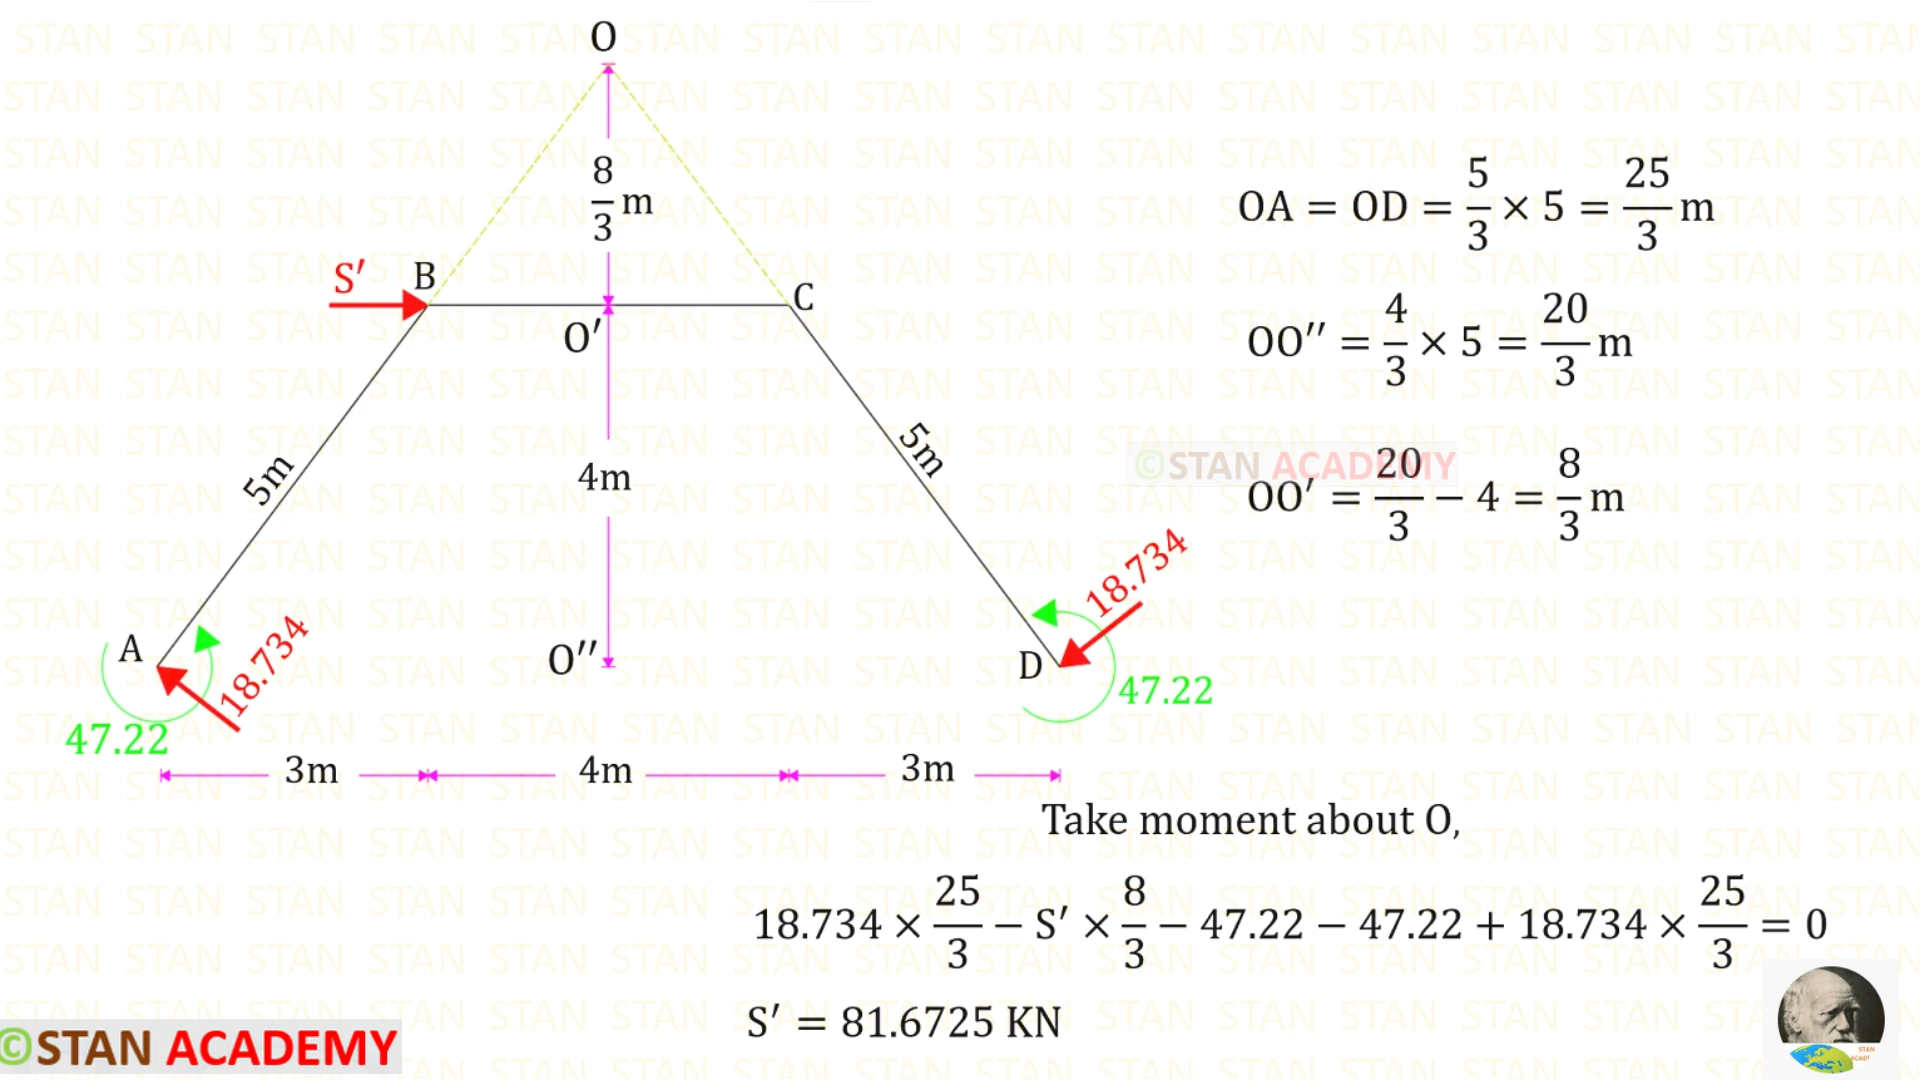 O
8/3 m
S′
B
C
O′
5m
4m
5m
18.734
A
18.734
O′′
D
47.22
47.22
3m
4m
3m
OA = OD = 5/3 × 5 = 25/3 m
OO′′ = 4/3 × 5 = 20/3 m
©STAN ACADEMY
OO′ = 20/3 − 4 = 8/3 m
Take moment about O,
18.734 × 25/3 − S′ × 8/3 − 47.22 − 47.22 + 18.734 × 25/3 = 0
S′ = 81.6725 KN
©STAN ACADEMY
STAN